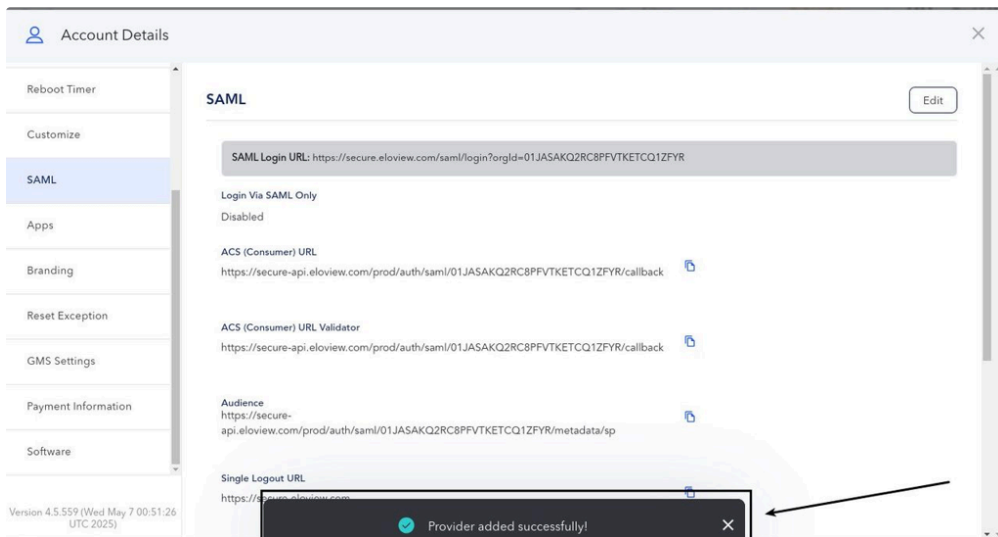 Account Details
Reboot Timer
Customize
SAML
Apps
Branding
Reset Exception
GMS Settings
Payment Information
Software
Version 4.5.559 (Wed May 7 00:51:26
UTC 2025)
SAML
Edit
SAML Login URL: https://secure.eloview.com/saml/login?orgId=01JASAKQ2RC8PFVTKETCQ1ZFYR
Login Via SAML Only
Disabled
ACS (Consumer) URL
https://secure-api.eloview.com/prod/auth/saml/01JASAKQ2RC8PFVTKETCQ1ZFYR/callback
ACS (Consumer) URL Validator
https://secure-api.eloview.com/prod/auth/saml/01JASAKQ2RC8PFVTKETCQ1ZFYR/callback
Audience
https://secure-
api.eloview.com/prod/auth/saml/01JASAKQ2RC8PFVTKETCQ1ZFYR/metadata/sp
Single Logout URL
https://secure.eloview.com
Provider added successfully!